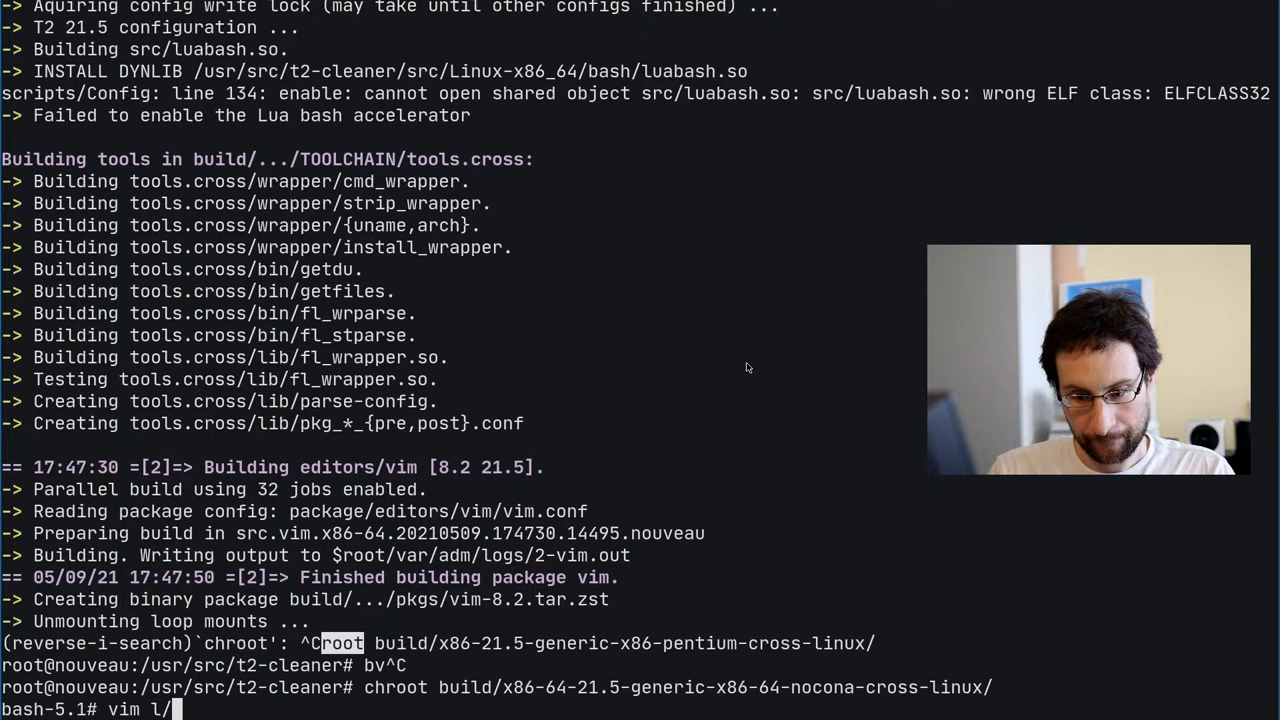 -> Aquiring config write lock (may take until other configs finished) ...
-> T2 21.5 configuration ...
-> Building src/luabash.so.
-> INSTALL DYNLIB /usr/src/t2-cleaner/src/Linux-x86_64/bash/luabash.so
scripts/Config: line 134: enable: cannot open shared object src/luabash.so: src/luabash.so: wrong ELF class: ELFCLASS32
-> Failed to enable the Lua bash accelerator
Building tools in build/.../TOOLCHAIN/tools.cross:
-> Building tools.cross/wrapper/cmd_wrapper.
-> Building tools.cross/wrapper/strip_wrapper.
-> Building tools.cross/wrapper/{uname,arch}.
-> Building tools.cross/wrapper/install_wrapper.
-> Building tools.cross/bin/getdu.
-> Building tools.cross/bin/getfiles.
-> Building tools.cross/bin/fl_wrparse.
-> Building tools.cross/bin/fl_stparse.
-> Building tools.cross/lib/fl_wrapper.so.
-> Testing tools.cross/lib/fl_wrapper.so.
-> Creating tools.cross/lib/parse-config.
-> Creating tools.cross/lib/pkg_*_{pre,post}.conf
== 17:47:30 =[2]=> Building editors/vim [8.2 21.5].
-> Parallel build using 32 jobs enabled.
-> Reading package config: package/editors/vim/vim.conf
-> Preparing build in src.vim.x86-64.20210509.174730.14495.nouveau
-> Building. Writing output to $root/var/adm/logs/2-vim.out
== 05/09/21 17:47:50 =[2]=> Finished building package vim.
-> Creating binary package build/.../pkgs/vim-8.2.tar.zst
-> Unmounting loop mounts ...
(reverse-i-search)`chroot': ^Croot build/x86-21.5-generic-x86-pentium-cross-linux/
root@nouveau:/usr/src/t2-cleaner# bv^C
root@nouveau:/usr/src/t2-cleaner# chroot build/x86-64-21.5-generic-x86-64-nocona-cross-linux/
bash-5.1# vim l/